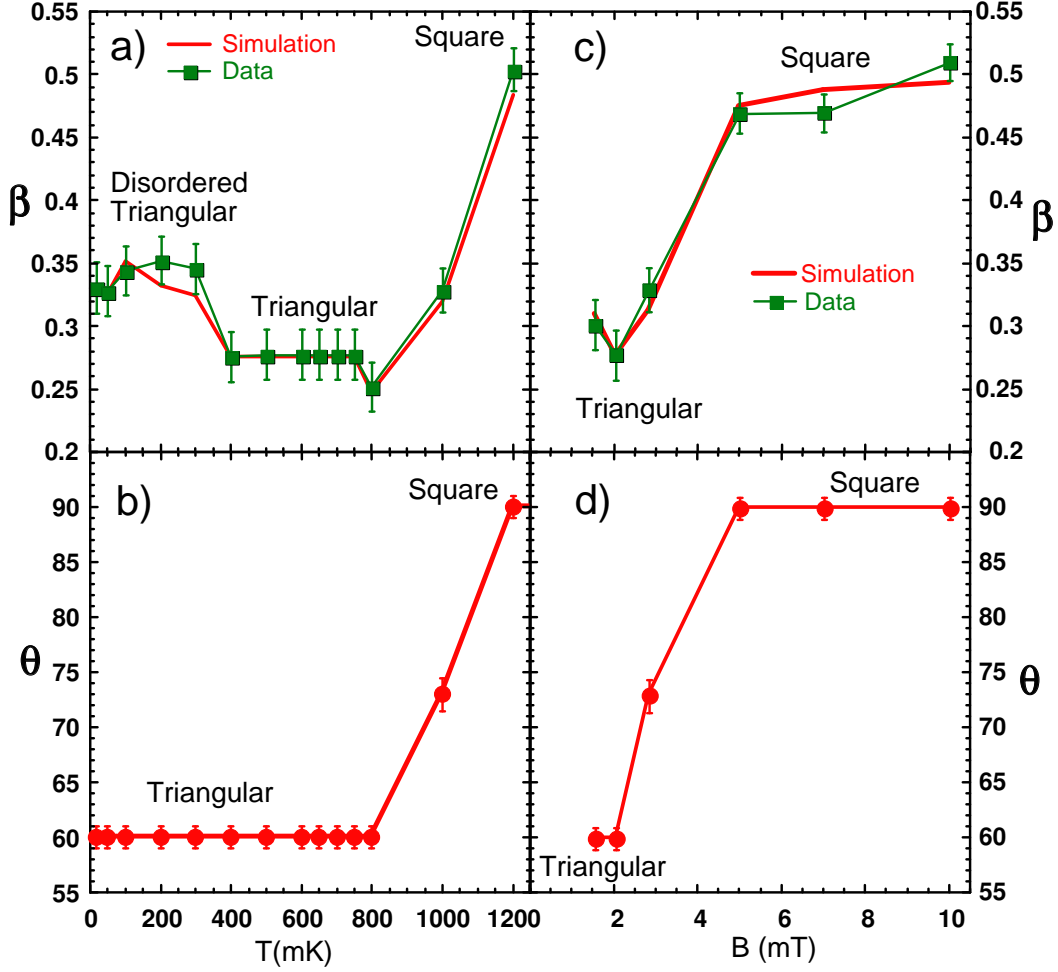 a)
Simulation
Data
Square
Disordered
Triangular
Triangular
β
0.55
0.5
0.45
0.4
0.35
0.3
0.25
0.2
c)
Square
Simulation
Data
Triangular
β
0.55
0.5
0.45
0.4
0.35
0.3
0.25
0.2
b)
Square
Triangular
θ
90
85
80
75
70
65
60
55
0 200 400 600 800 1000 1200
T(mK)
d)
Square
Triangular
θ
90
85
80
75
70
65
60
55
2 4 6 8 10
B (mT)